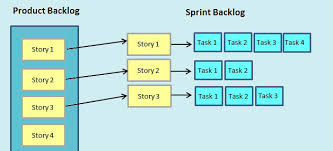 Product Backlog Sprint Backlog
Story 1 Story 1 Task 1 Task 2 Task 3 Task 4
Story 2 Story 2 Task 1 Task 2
Story 3 Story 3 Task 1 Task 2 Task 3
Story 4